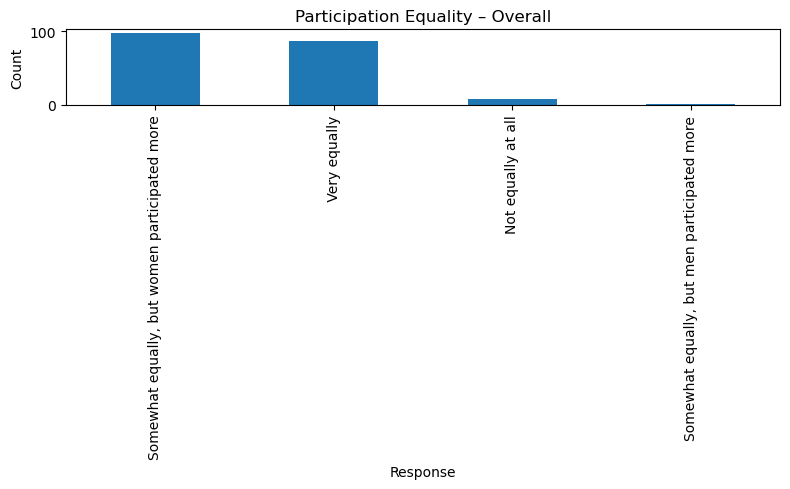 Participation Equality – Overall
Count
100
0
Somewhat equally, but women participated more
Very equally
Not equally at all
Somewhat equally, but men participated more
Response